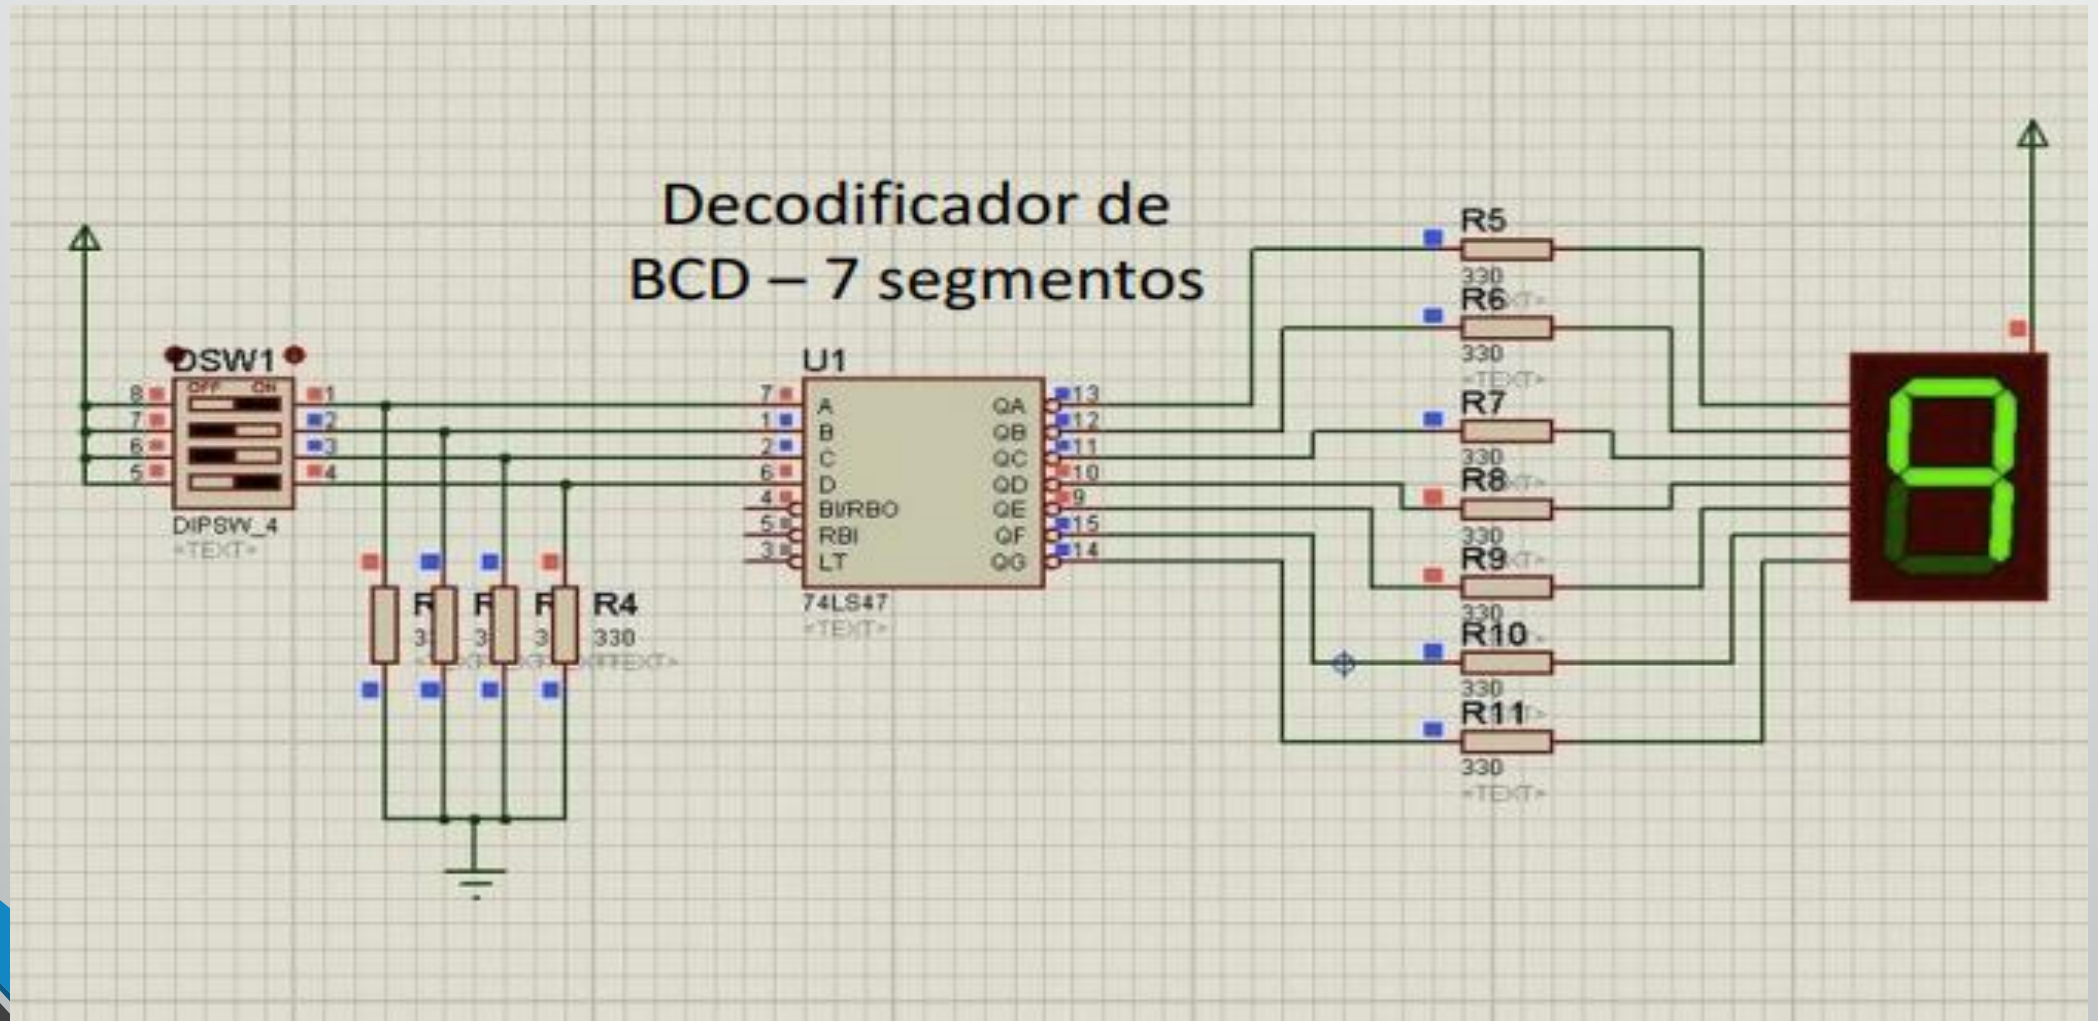 Decodificador de
BCD – 7 segmentos
DSW1
OFF ON
8 1
7 2
6 3
5 4
DIPSW_4
<TEXT>
R4
330
U1
7 A QA 13
1 B QB 12
2 C QC 11
6 D QD 10
4 BI/RBO QE 9
5 RBI QF 15
3 LT QG 14
74LS47
<TEXT>
R5
330
R6
330
<TEXT>
R7
330
R8
330
R9
330
R10
330
R11
330
<TEXT>
9